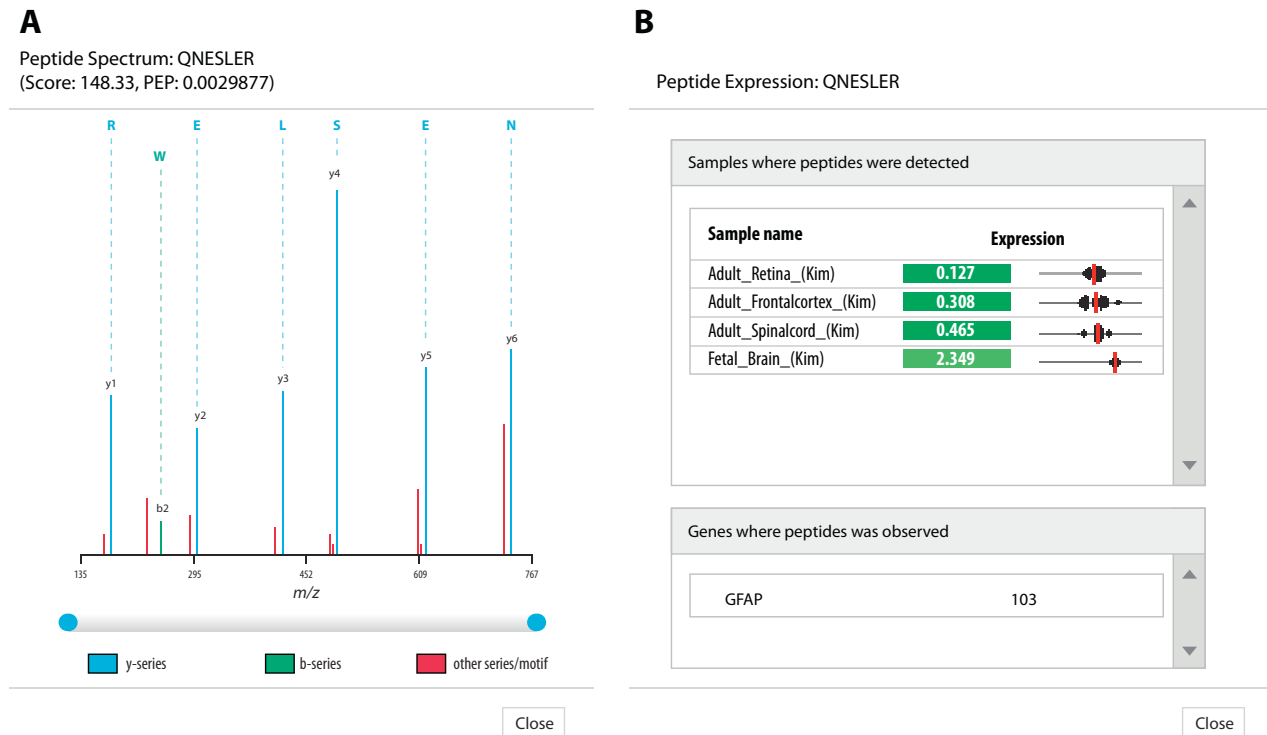 A
Peptide Spectrum: QNESLER
(Score: 148.33, PEP: 0.0029877)
R E L S E N
W
y4
y6
y5
y3
y1
y2
b2
135 295 452 609 767
m/z
y-series b-series other series/motif
Close
B
Peptide Expression: QNESLER
Samples where peptides were detected
Sample name Expression
Adult_Retina_(Kim) 0.127
Adult_Frontalcortex_(Kim) 0.308
Adult_Spinalcord_(Kim) 0.465
Fetal_Brain_(Kim) 2.349
Genes where peptides was observed
GFAP 103
Close